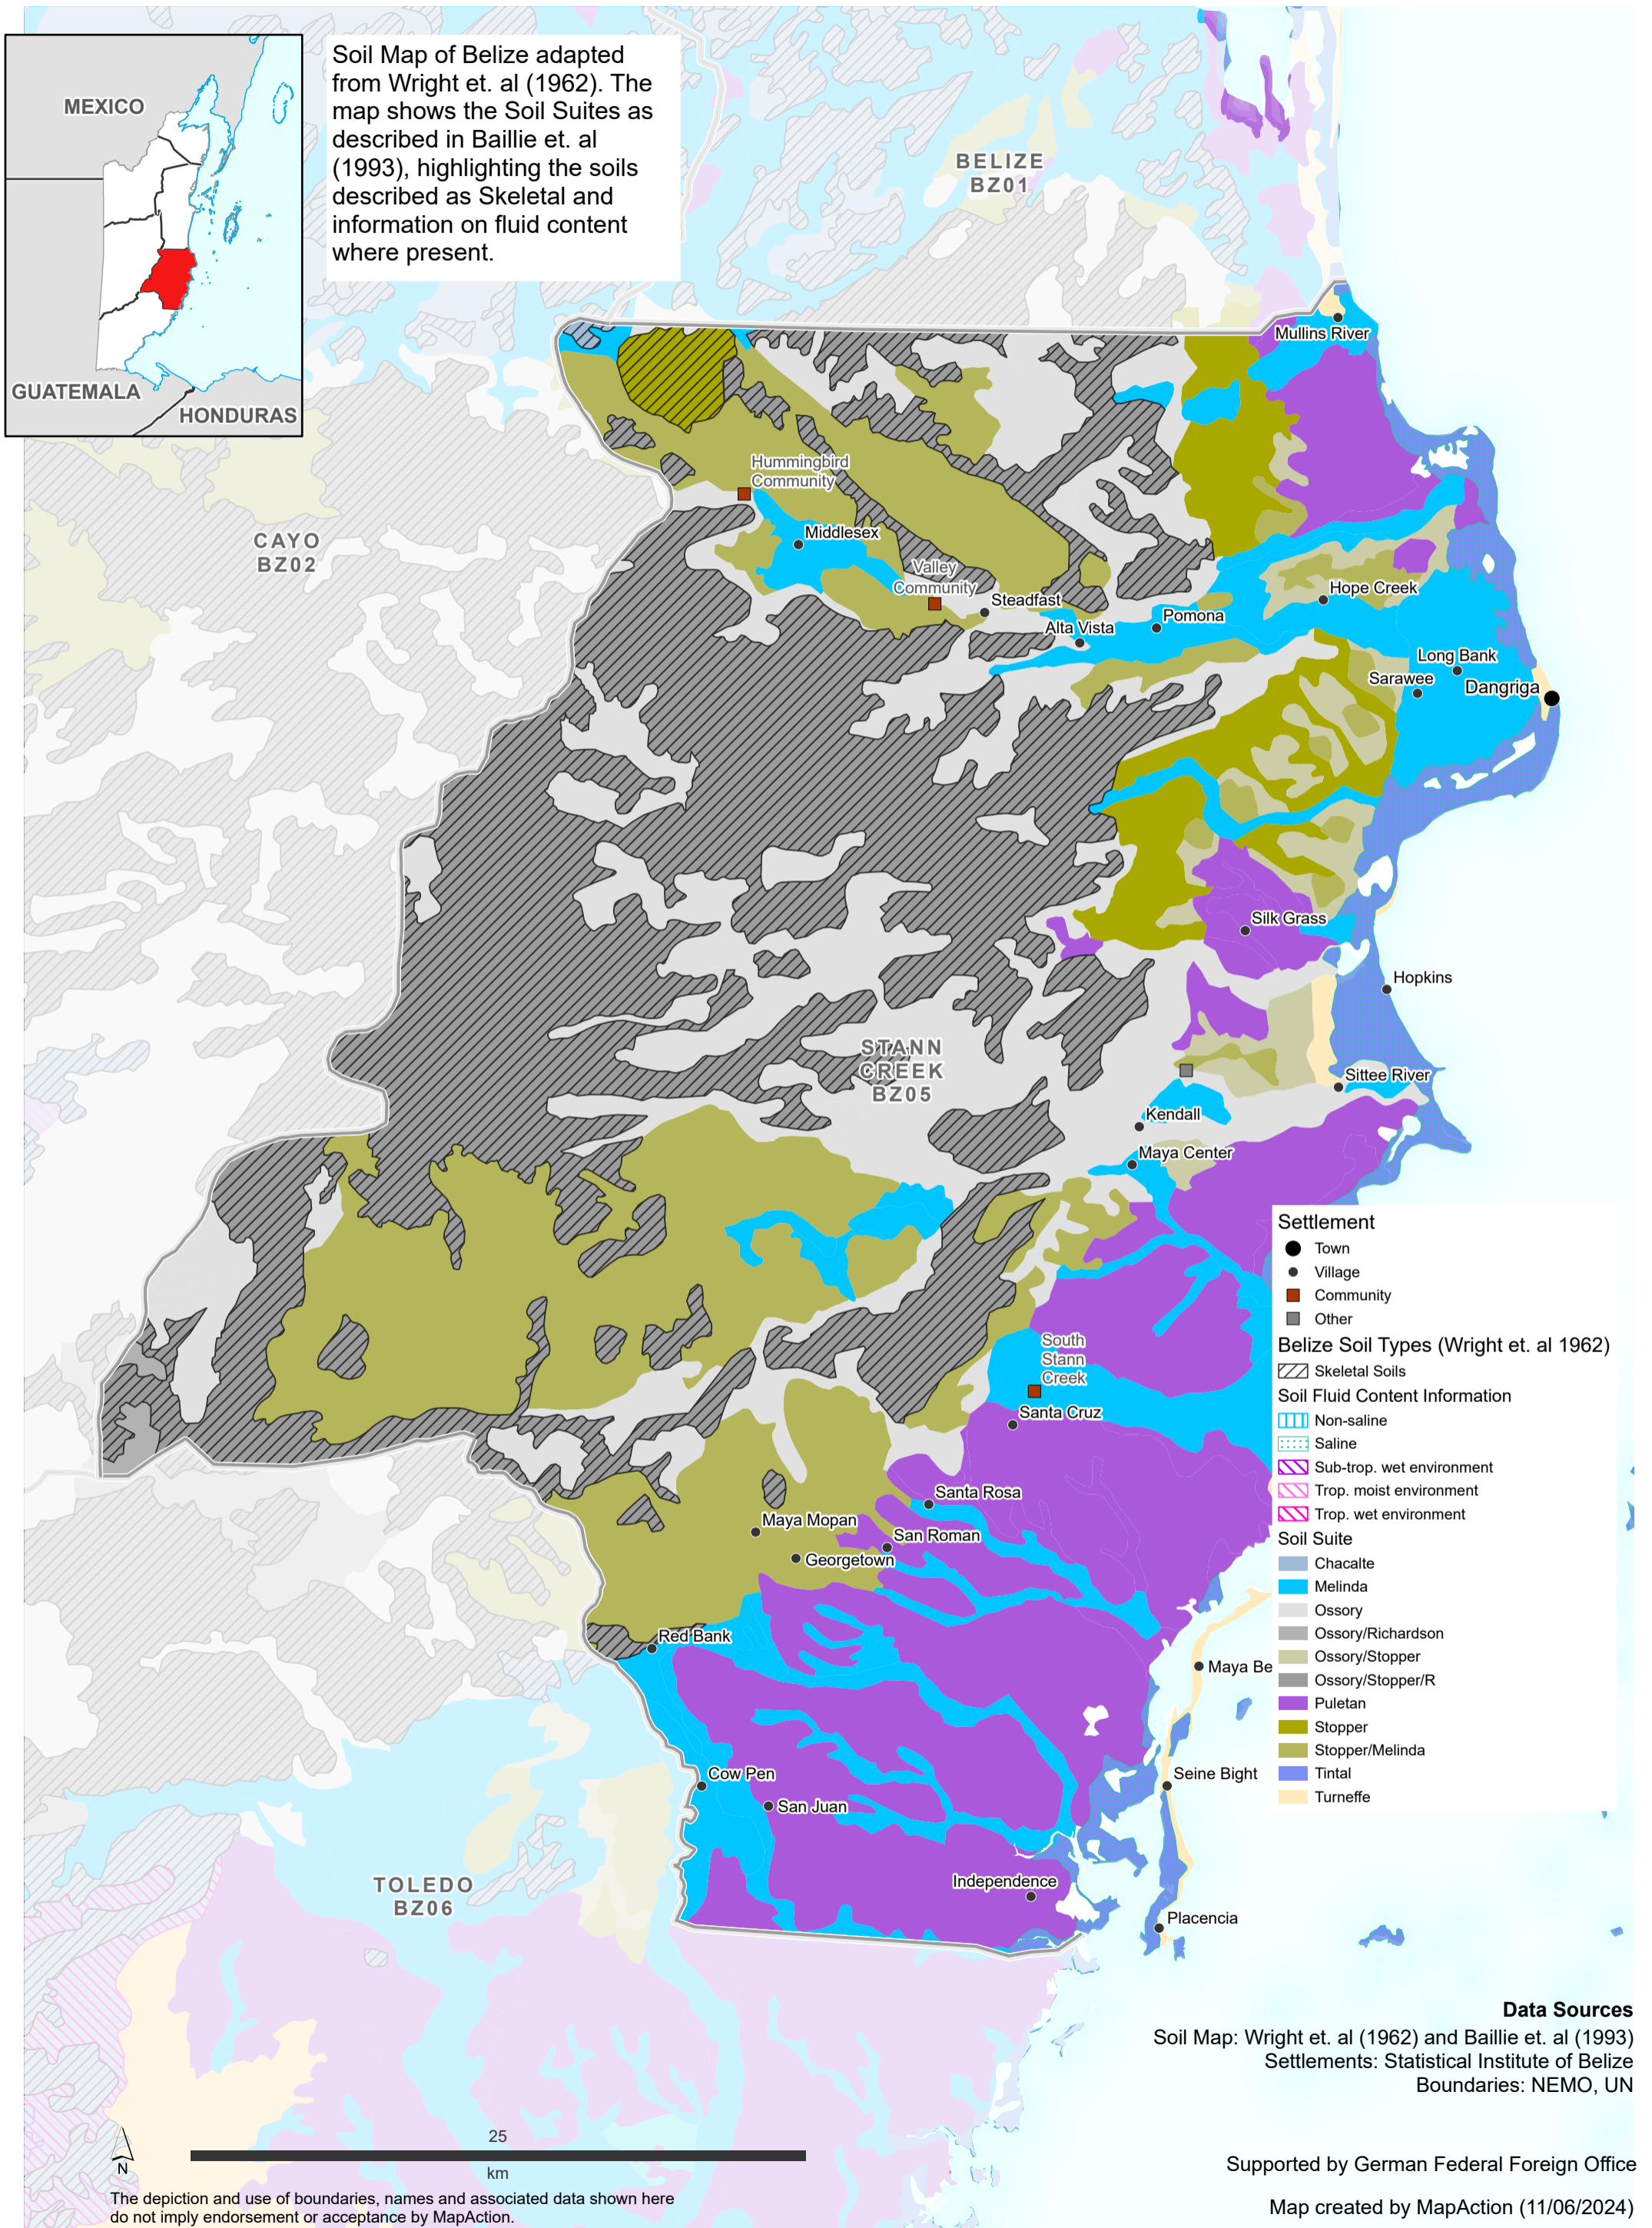 Soil Map of Belize adapted
from Wright et. al (1962). The
map shows the Soil Suites as
described in Baillie et. al
(1993), highlighting the soils
described as Skeletal and
information on fluid content
where present.
MEXICO
GUATEMALA
HONDURAS
BELIZE
BZ01
Mullins River
Hummingbird
Community
CAYO
BZ02
Middlesex
Valley
Community
Steadfast
Hope Creek
Alta Vista
Pomona
Long Bank
Sarawee
Dangriga
Silk Grass
Hopkins
STANN
CREEK
BZ05
Sittee River
Kendall
Maya Center
South
Stann
Creek
Santa Cruz
Santa Rosa
Maya Mopan
San Roman
Georgetown
Red Bank
Maya Be
Cow Pen
Seine Bight
San Juan
Independence
TOLEDO
BZ06
Placencia
Settlement
Town
Village
Community
Other
Belize Soil Types (Wright et. al 1962)
Skeletal Soils
Soil Fluid Content Information
Non-saline
Saline
Sub-trop. wet environment
Trop. moist environment
Trop. wet environment
Soil Suite
Chacalte
Melinda
Ossory
Ossory/Richardson
Ossory/Stopper
Ossory/Stopper/R
Puletan
Stopper
Stopper/Melinda
Tintal
Turneffe
Data Sources
Soil Map: Wright et. al (1962) and Baillie et. al (1993)
Settlements: Statistical Institute of Belize
Boundaries: NEMO, UN
Supported by German Federal Foreign Office
Map created by MapAction (11/06/2024)
N
25
km
The depiction and use of boundaries, names and associated data shown here
do not imply endorsement or acceptance by MapAction.